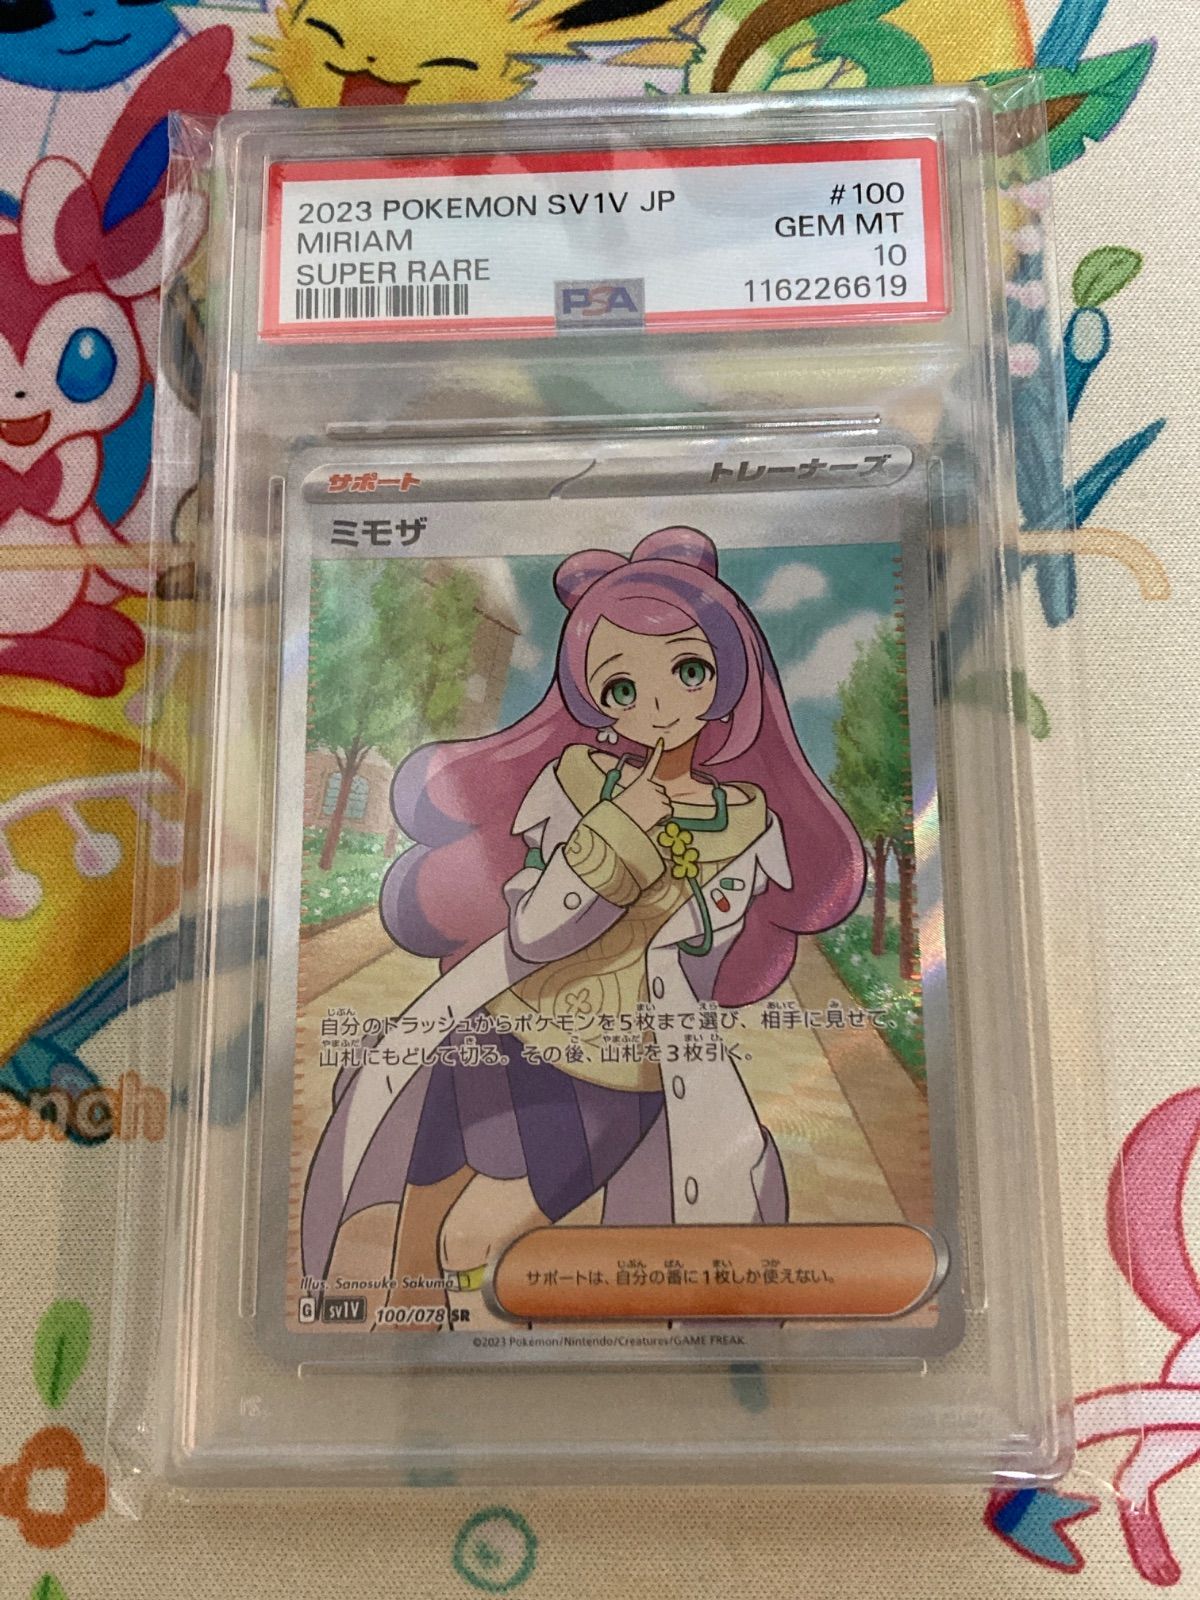 2023 POKEMON SV1V JP #100
MIRIAM GEM MT
SUPER RARE 10
PSA 116226619
サポート トレーナーズ
ミモザ
自分のトラッシュからポケモンを5枚まで選び、相手に見せて、
山札にもどして切る。その後、山札を3枚引く。
サポートは、自分の番に1枚しか使えない。
Illus. Sanosuke Sakuma
G SV1V 100/078 SR
©2023 Pokémon/Nintendo/Creatures/GAME FREAK.